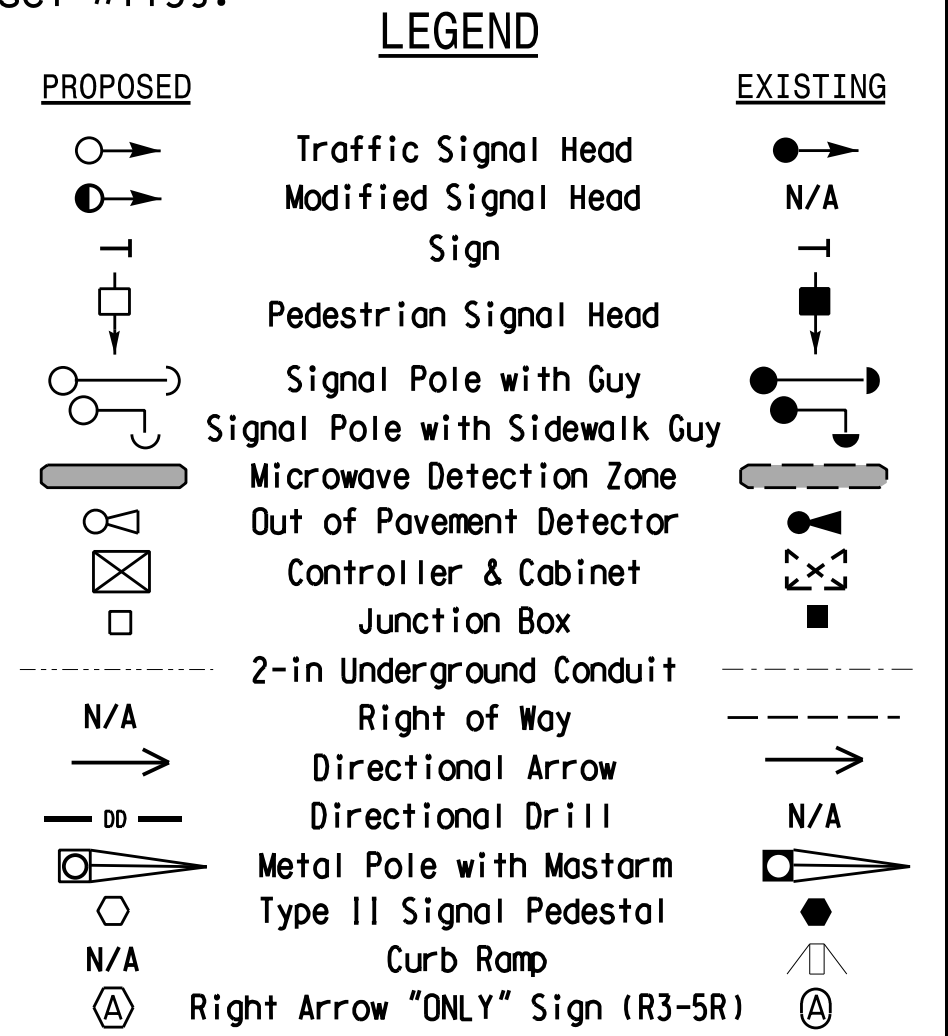 LEGEND
PROPOSED EXISTING
Traffic Signal Head
Modified Signal Head N/A
Sign
Pedestrian Signal Head
Signal Pole with Guy
Signal Pole with Sidewalk Guy
Microwave Detection Zone
Out of Pavement Detector
Controller & Cabinet
Junction Box
2-in Underground Conduit
N/A Right of Way
Directional Arrow
DD Directional Drill N/A
Metal Pole with Mastarm
Type II Signal Pedestal
N/A Curb Ramp
A Right Arrow "ONLY" Sign (R3-5R) A